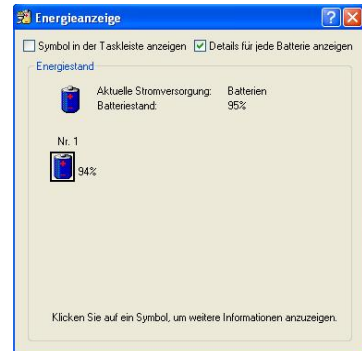 Energieanzeige
Symbol in der Taskleiste anzeigen Details für jede Batterie anzeigen
Energiestand
Aktuelle Stromversorgung: Batterien
Batteriestand: 95%
Nr. 1
94%
Klicken Sie auf ein Symbol, um weitere Informationen anzuzeigen.